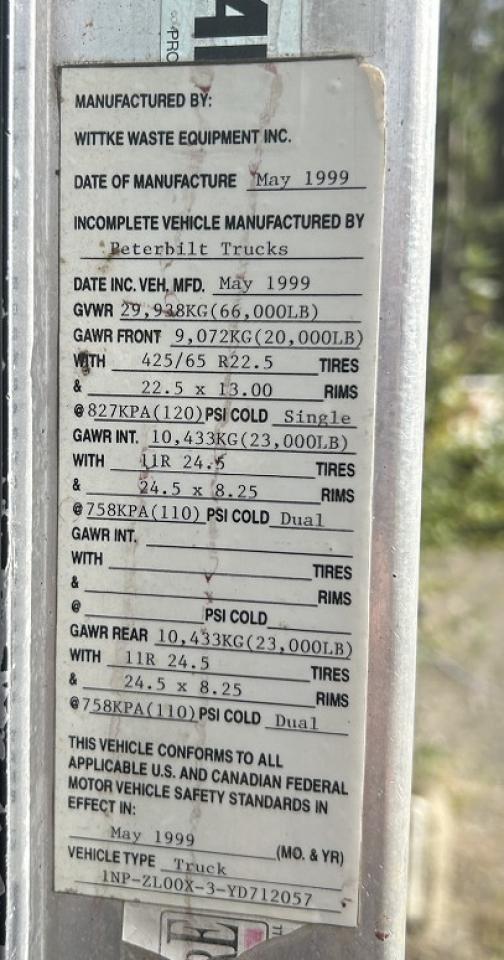 PRO
MANUFACTURED BY:
WITTKE WASTE EQUIPMENT INC.
DATE OF MANUFACTURE May 1999
INCOMPLETE VEHICLE MANUFACTURED BY
Peterbilt Trucks
DATE INC. VEH. MFD. May 1999
GVWR 29,938KG(66,000LB)
GAWR FRONT 9,072KG(20,000LB)
WITH 425/65 R22.5 TIRES
& 22.5 x 13.00 RIMS
@ 827KPA(120) PSI COLD Single
GAWR INT. 10,433KG(23,000LB)
WITH 11R 24.5 TIRES
& 24.5 x 8.25 RIMS
@ 758KPA(110) PSI COLD Dual
GAWR INT.
WITH TIRES
& RIMS
@ PSI COLD
GAWR REAR 10,433KG(23,000LB)
WITH 11R 24.5 TIRES
& 24.5 x 8.25 RIMS
@ 758KPA(110) PSI COLD Dual
THIS VEHICLE CONFORMS TO ALL
APPLICABLE U.S. AND CANADIAN FEDERAL
MOTOR VEHICLE SAFETY STANDARDS IN
EFFECT IN:
May 1999 (MO. & YR)
VEHICLE TYPE Truck
1NP-ZL00X-3-YD712057